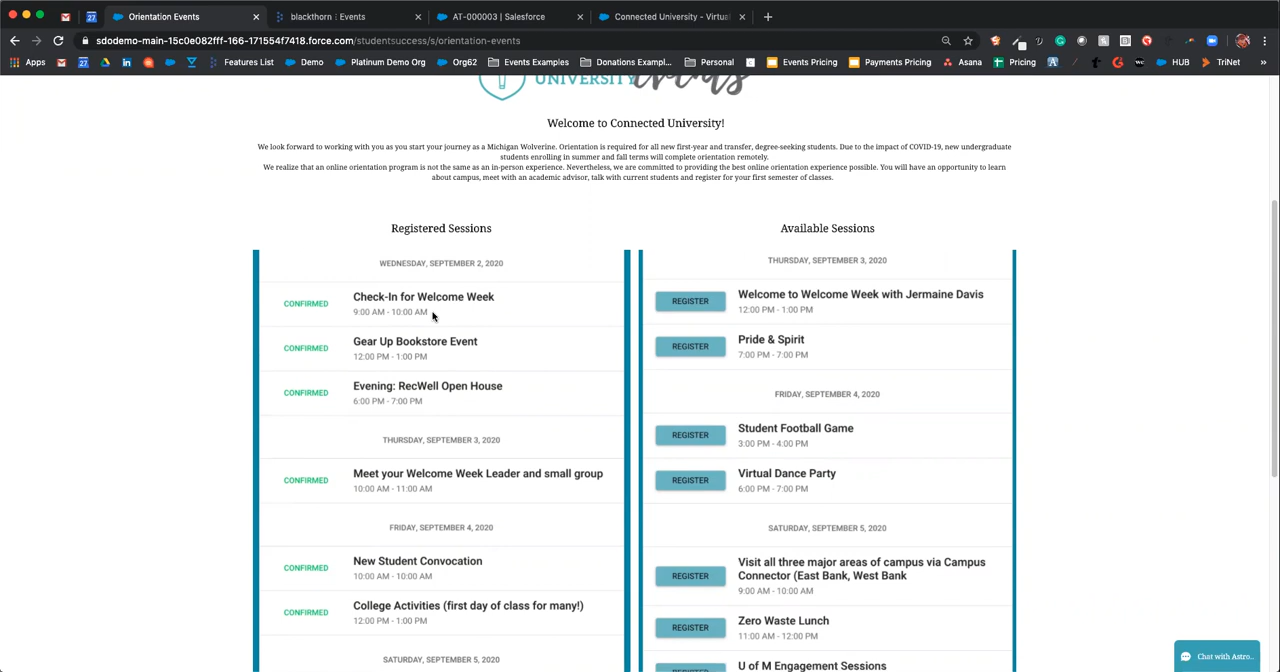 Orientation Events
blackthorn : Events
AT-000003 | Salesforce
Connected University - Virtua
sdodemo-main-15c0e082fff-166-171554f7418.force.com/studentsuccess/s/orientation-events
Apps
Features List
Demo
Platinum Demo Org
Org62
Events Examples
Donations Exampl...
Personal
Events Pricing
Payments Pricing
Asana
Pricing
HUB
TriNet
UNIVERSITY events
Welcome to Connected University!
We look forward to working with you as you start your journey as a Michigan Wolverine. Orientation is required for all new first-year and transfer, degree-seeking students. Due to the impact of COVID-19, new undergraduate
students enrolling in summer and fall terms will complete orientation remotely.
We realize that an online orientation program is not the same as an in-person experience. Nevertheless, we are committed to providing the best online orientation experience possible. You will have an opportunity to learn
about campus, meet with an academic advisor, talk with current students and register for your first semester of classes.
Registered Sessions
WEDNESDAY, SEPTEMBER 2, 2020
CONFIRMED
Check-In for Welcome Week
9:00 AM - 10:00 AM
CONFIRMED
Gear Up Bookstore Event
12:00 PM - 1:00 PM
CONFIRMED
Evening: RecWell Open House
6:00 PM - 7:00 PM
THURSDAY, SEPTEMBER 3, 2020
CONFIRMED
Meet your Welcome Week Leader and small group
10:00 AM - 11:00 AM
FRIDAY, SEPTEMBER 4, 2020
CONFIRMED
New Student Convocation
10:00 AM - 10:00 AM
CONFIRMED
College Activities (first day of class for many!)
12:00 PM - 1:00 PM
SATURDAY, SEPTEMBER 5, 2020
Available Sessions
THURSDAY, SEPTEMBER 3, 2020
REGISTER
Welcome to Welcome Week with Jermaine Davis
12:00 PM - 1:00 PM
REGISTER
Pride & Spirit
7:00 PM - 7:00 PM
FRIDAY, SEPTEMBER 4, 2020
REGISTER
Student Football Game
3:00 PM - 4:00 PM
REGISTER
Virtual Dance Party
6:00 PM - 7:00 PM
SATURDAY, SEPTEMBER 5, 2020
REGISTER
Visit all three major areas of campus via Campus
Connector (East Bank, West Bank
9:00 AM - 10:00 AM
REGISTER
Zero Waste Lunch
11:00 AM - 12:00 PM
REGISTER
U of M Engagement Sessions
Chat with Astro..